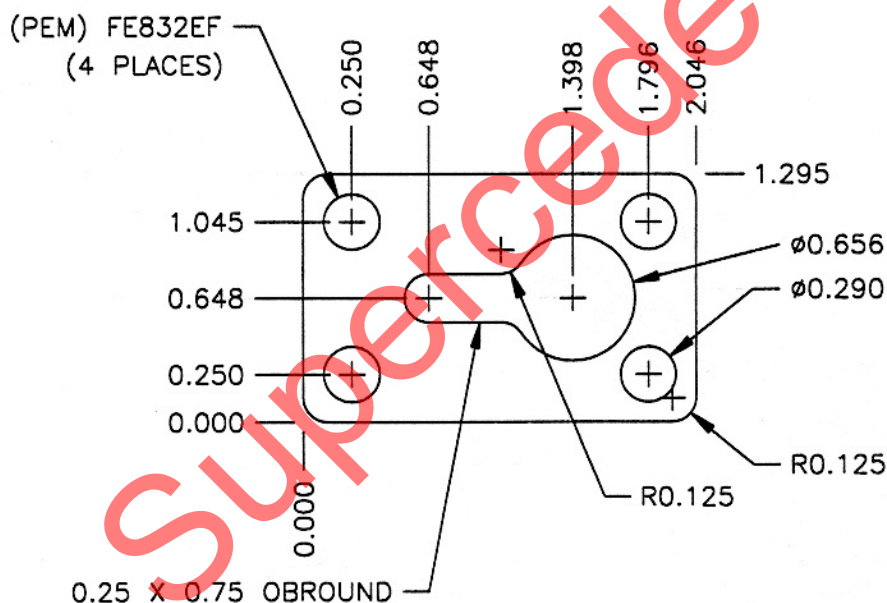 (PEM) FE832EF
(4 PLACES)
0.250
0.648
1.398
1.796
2.046
1.295
1.045
0.648
0.250
0.000
0.000
ø0.656
ø0.290
R0.125
R0.125
0.25 X 0.75 OBROUND
Supercede